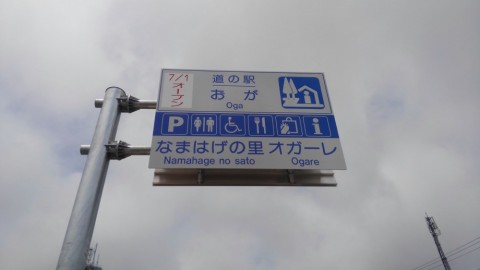 7/1
オープン
道の駅
おが
Oga
P
i
なまはげの里 オガーレ
Namahage no sato Ogare